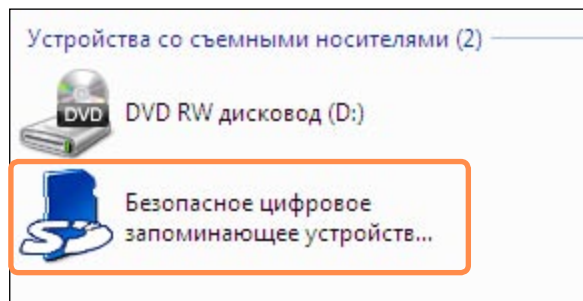 Устройства со съемными носителями (2)
DVD
DVD RW дисковод (D:)
SD
Безопасное цифровое
запоминающее устройств...